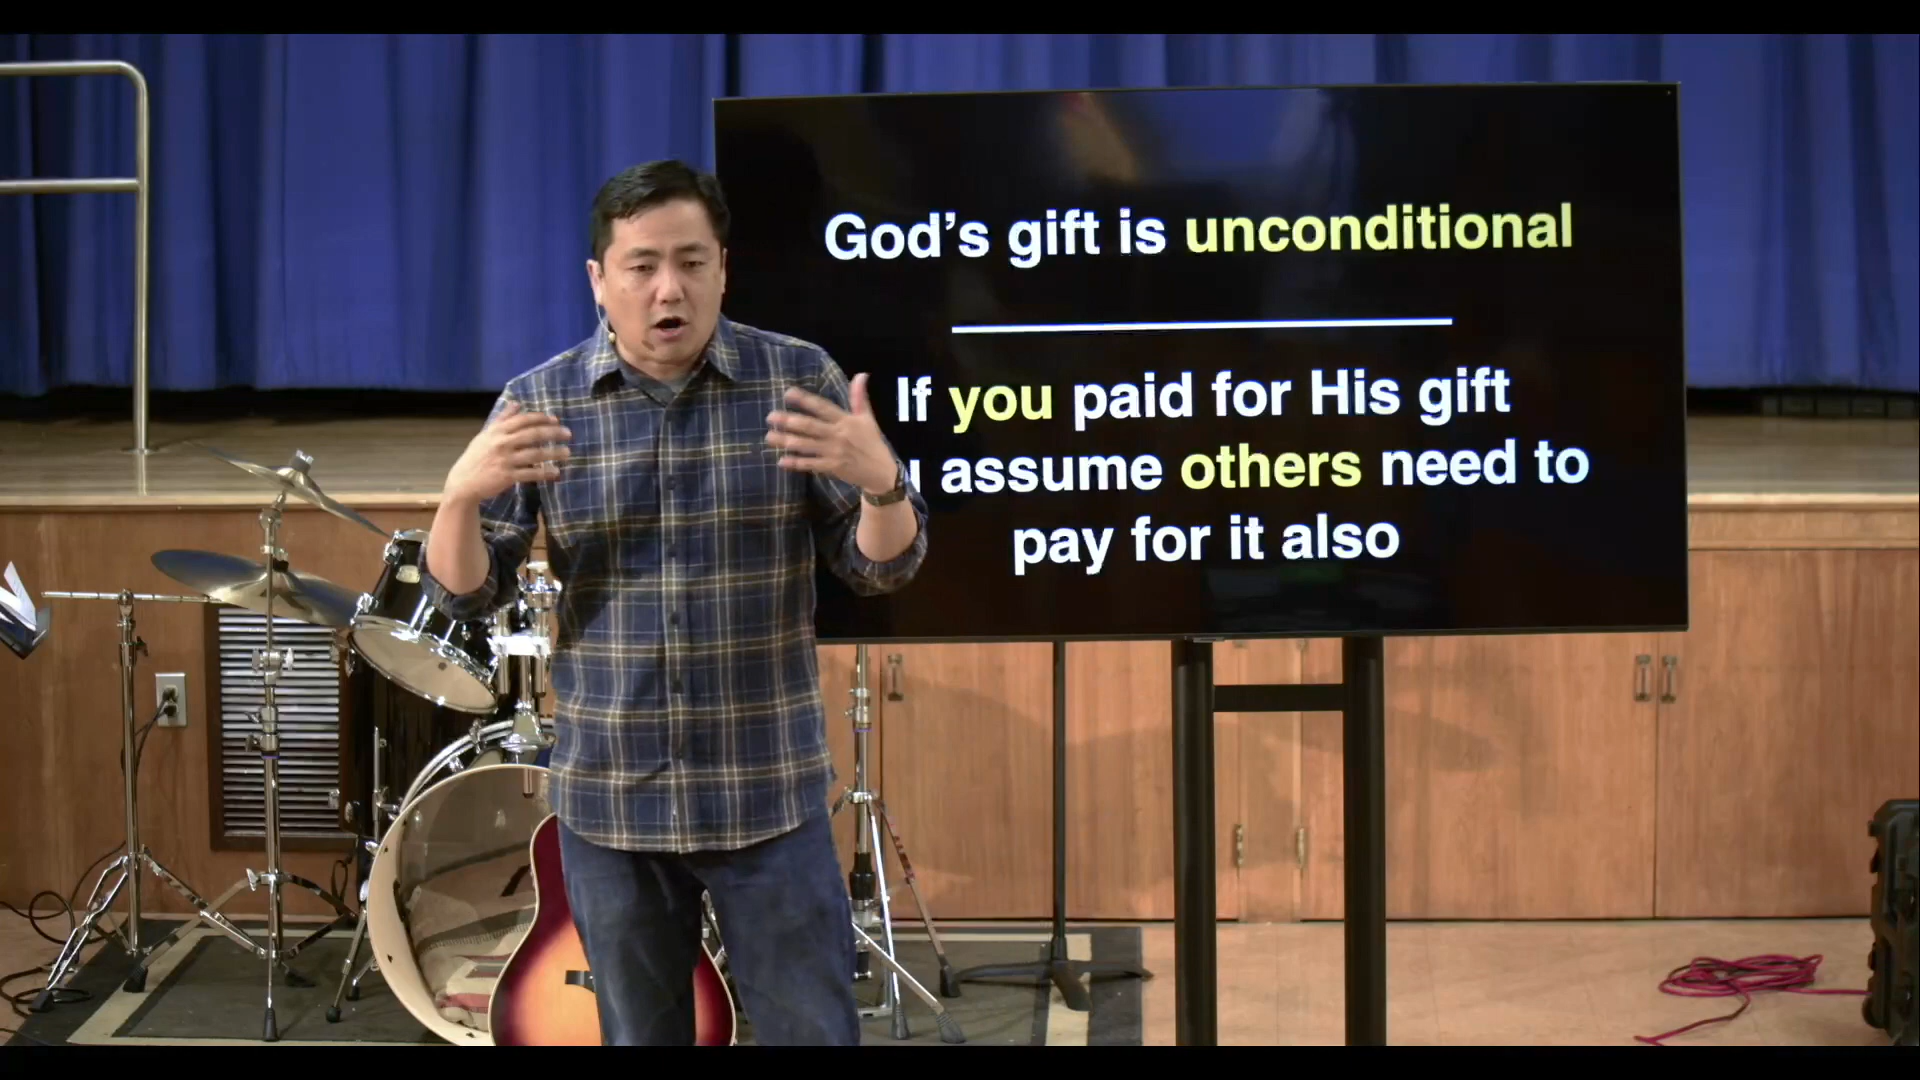 God's gift is unconditional
If you paid for His gift
assume others need to
pay for it also